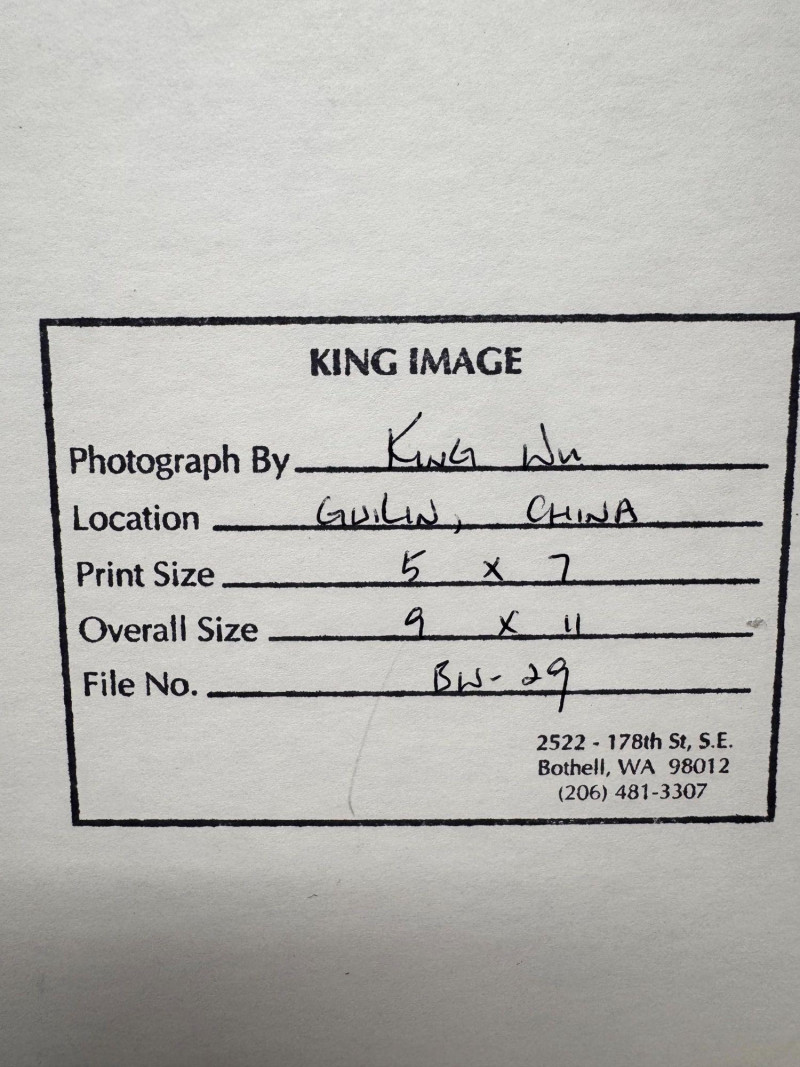 KING IMAGE
Photograph By King Wu
Location GUILIN, CHINA
Print Size 5 x 7
Overall Size 9 x 11
File No. BW-29
2522 - 178th St, S.E.
Bothell, WA 98012
(206) 481-3307